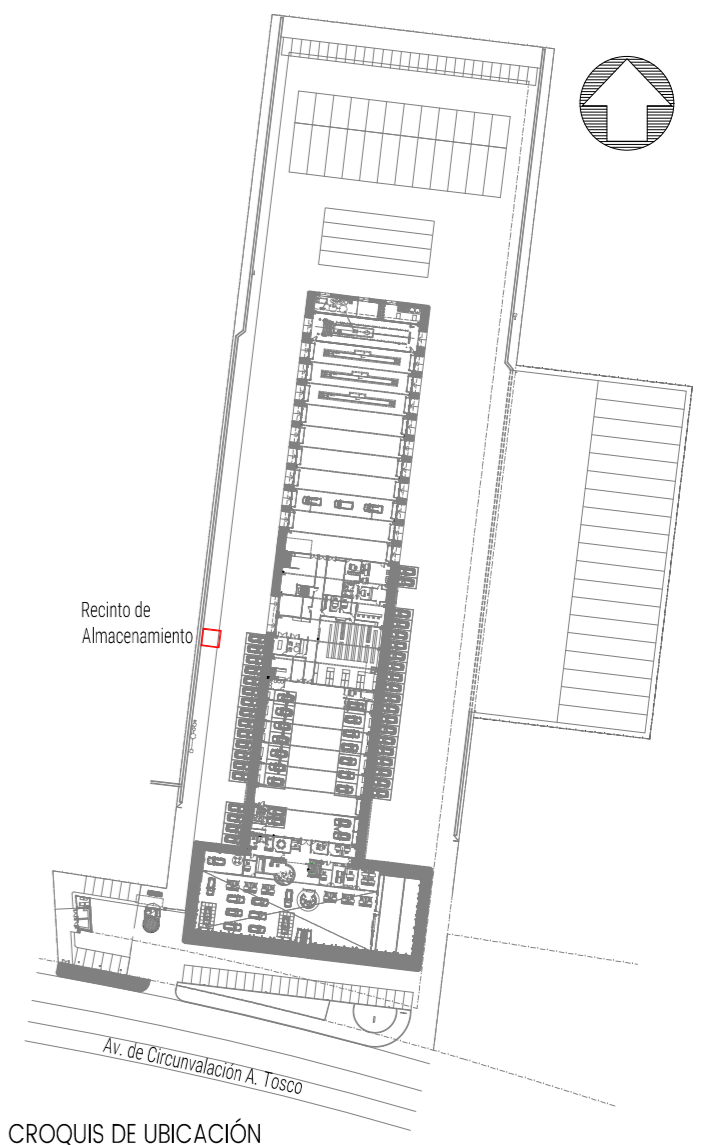 Recinto de
Almacenamiento
Av. de Circunvalación A. Tosco
CROQUIS DE UBICACIÓN